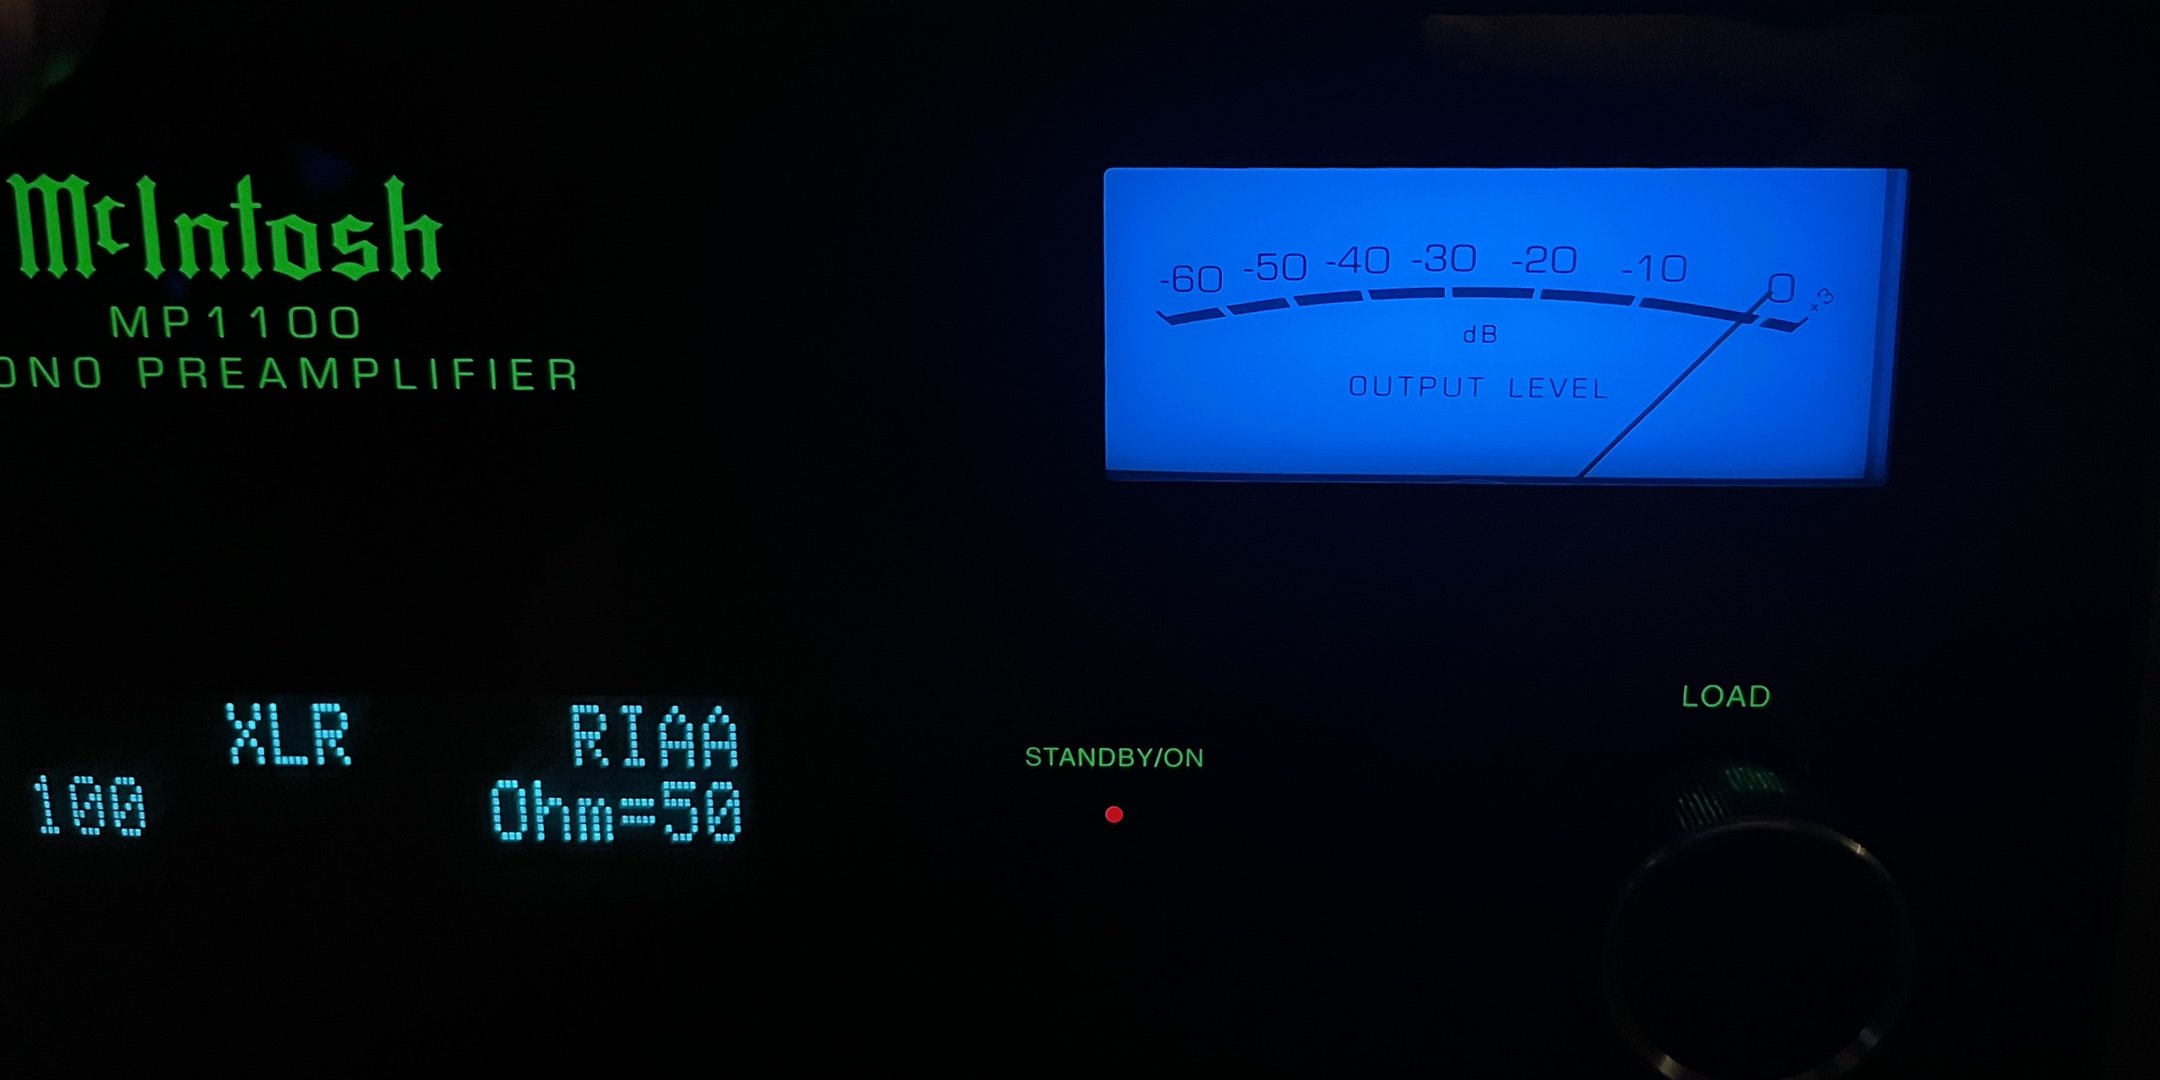 McIntosh
MP1100
ONO PREAMPLIFIER
-60 -50 -40 -30 -20 -10 0 +3
dB
OUTPUT LEVEL
LOAD
XLR RIAA
100 Ohm=50
STANDBY/ON